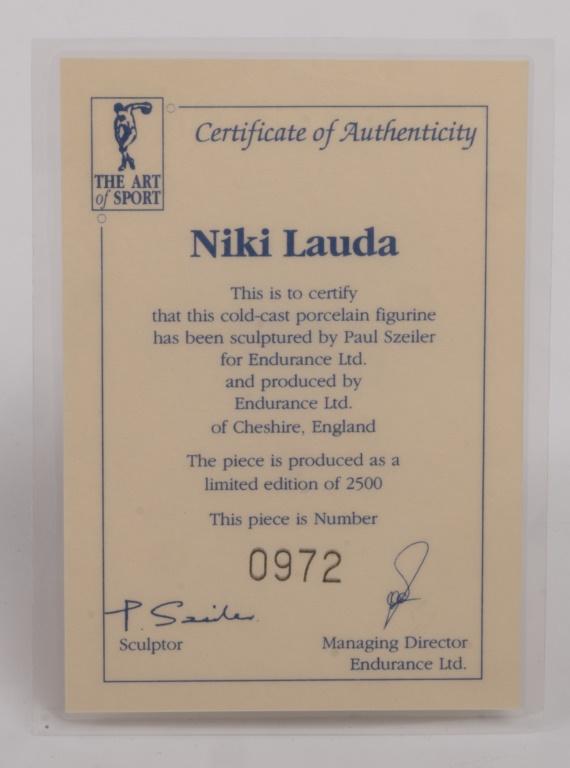 THE ART
of SPORT
Certificate of Authenticity
Niki Lauda
This is to certify
that this cold-cast porcelain figurine
has been sculptured by Paul Szeiler
for Endurance Ltd.
and produced by
Endurance Ltd.
of Cheshire, England
The piece is produced as a
limited edition of 2500
This piece is Number
0972
P. Szeiler
Sculptor
Managing Director
Endurance Ltd.